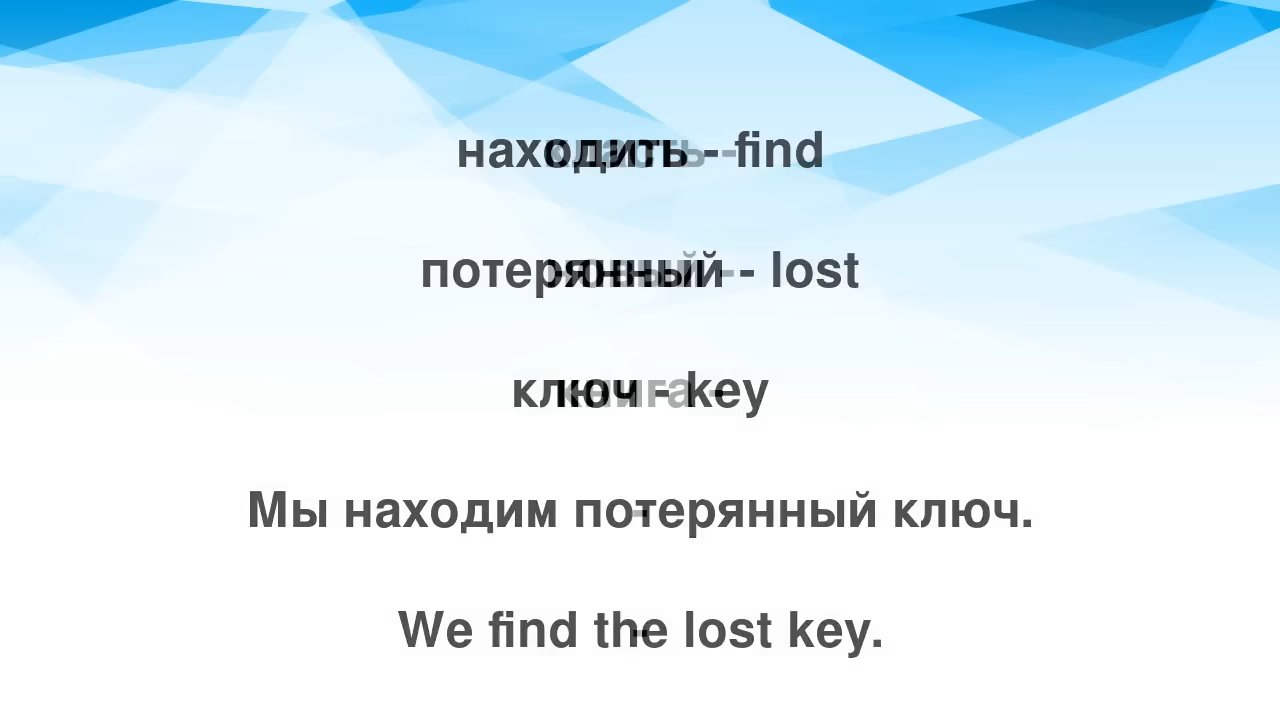 находить - find
потерянный - lost
ключ - key
Мы находим потерянный ключ.
We find the lost key.